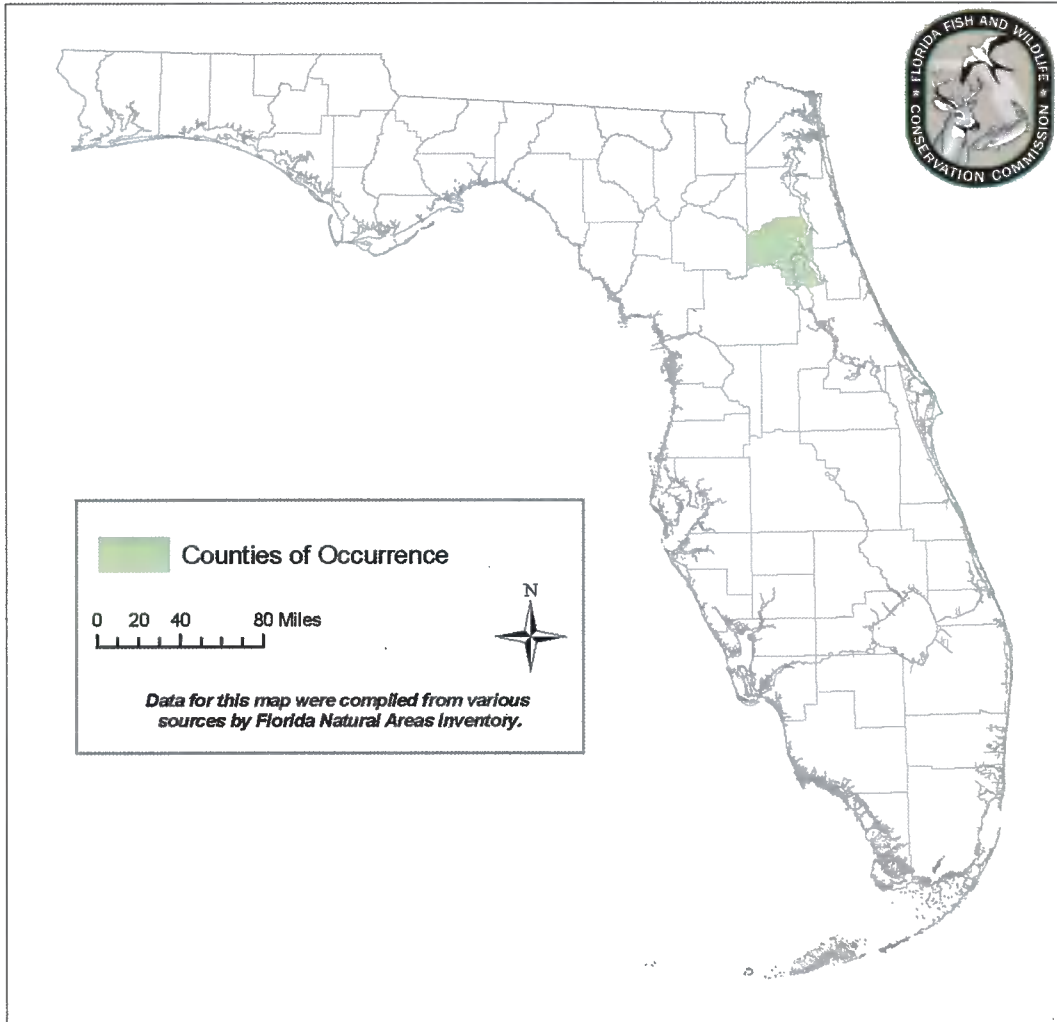 FLORIDA FISH AND WILDLIFE
CONSERVATION COMMISSION
Counties of Occurrence
N
0 20 40 80 Miles
Data for this map were compiled from various
sources by Florida Natural Areas Inventory.